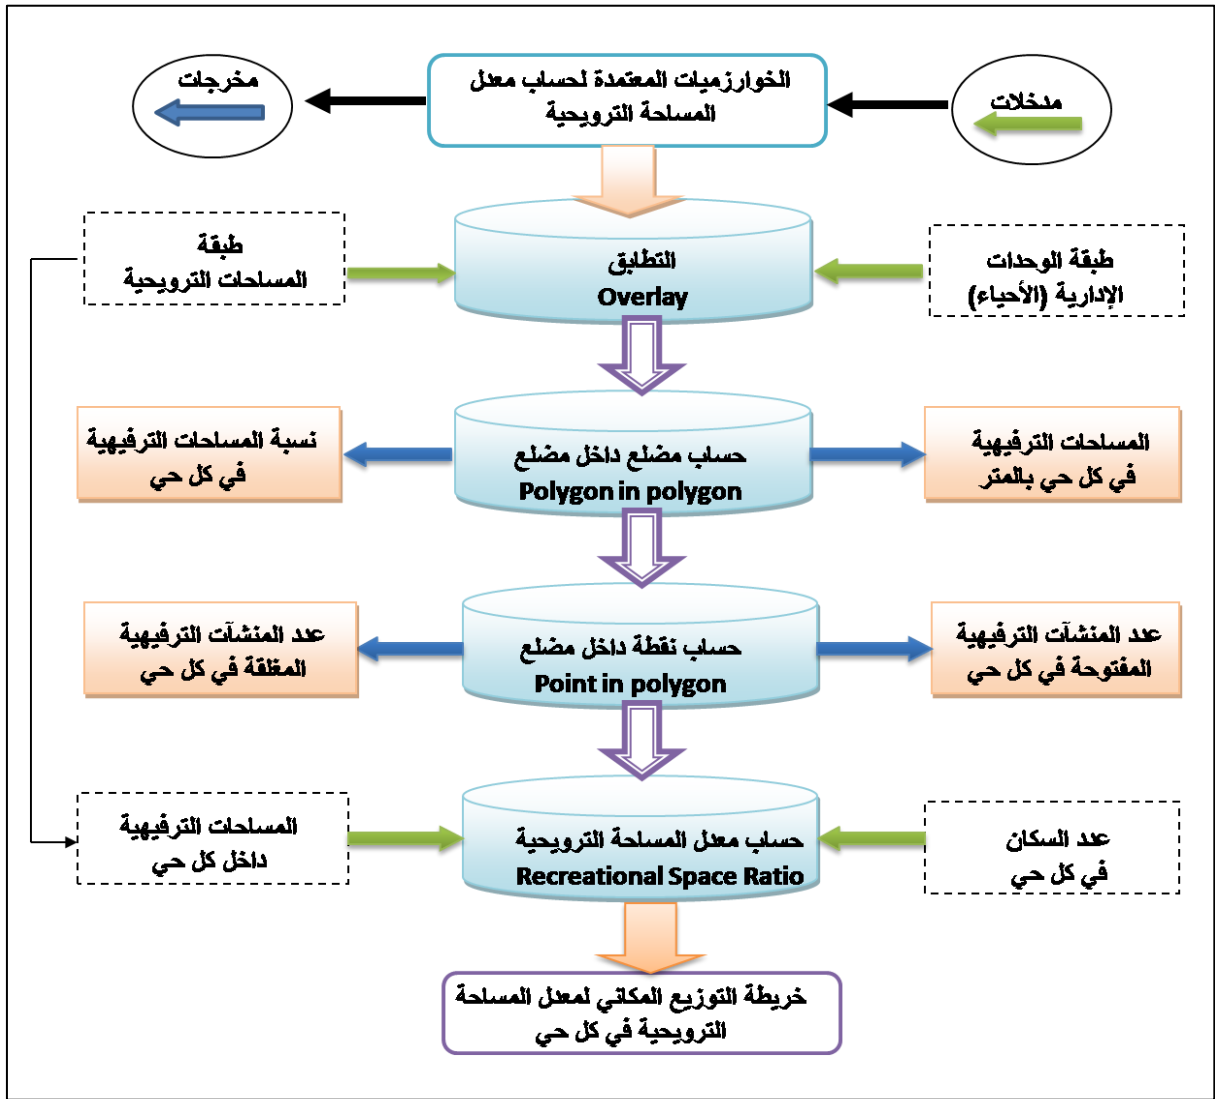 مدخلات
الخوارزميات المعتمدة لحساب معدل
المساحة الترويحية
مخرجات
طبقة الوحدات
الإدارية (الأحياء)
التطابق
Overlay
طبقة
المساحات الترويحية
المساحات الترفيهية
في كل حي بالمتر
حساب مضلع داخل مضلع
Polygon in polygon
نسبة المساحات الترفيهية
في كل حي
عدد المنشآت الترفيهية
المفتوحة في كل حي
حساب نقطة داخل مضلع
Point in polygon
عدد المنشآت الترفيهية
المغلقة في كل حي
عدد السكان
في كل حي
حساب معدل المساحة الترويحية
Recreational Space Ratio
المساحات الترفيهية
داخل كل حي
خريطة التوزيع المكاني لمعدل المساحة
الترويحية في كل حي